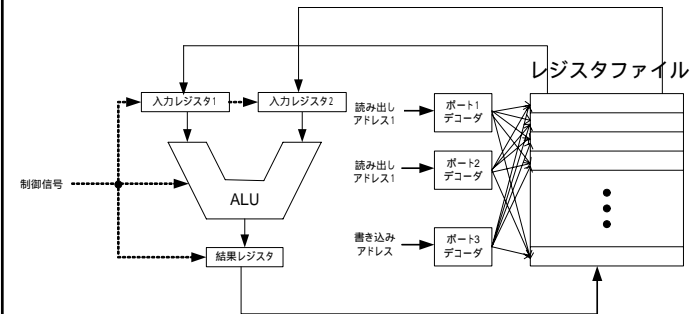 レジスタファイル
入力レジスタ1
入力レジスタ2
読み出し
アドレス1
ポート1
デコーダ
読み出し
アドレス1
ポート2
デコーダ
制御信号
ALU
書き込み
アドレス
ポート3
デコーダ
結果レジスタ